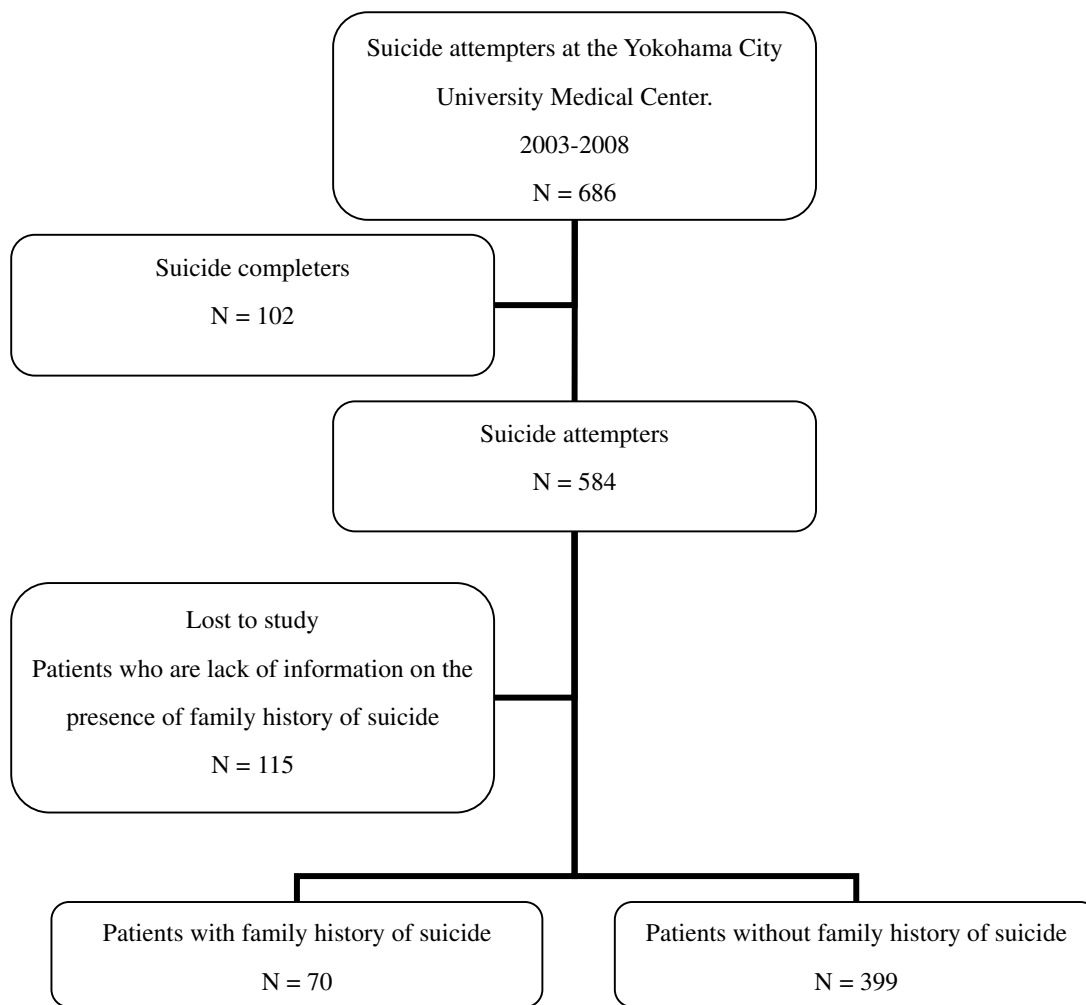 Suicide attempters at the Yokohama City
University Medical Center.
2003-2008
N = 686
Suicide completers
N = 102
Suicide attempters
N = 584
Lost to study
Patients who are lack of information on the
presence of family history of suicide
N = 115
Patients with family history of suicide
N = 70
Patients without family history of suicide
N = 399